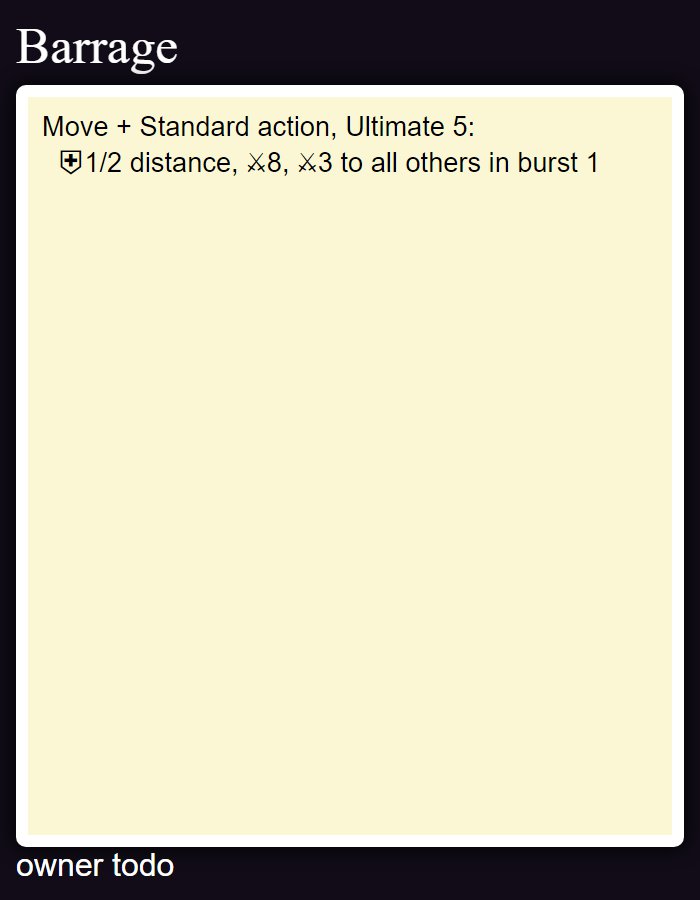 Barrage
Move + Standard action, Ultimate 5:
⛨1/2 distance, ⚔8, ⚔3 to all others in burst 1
owner todo